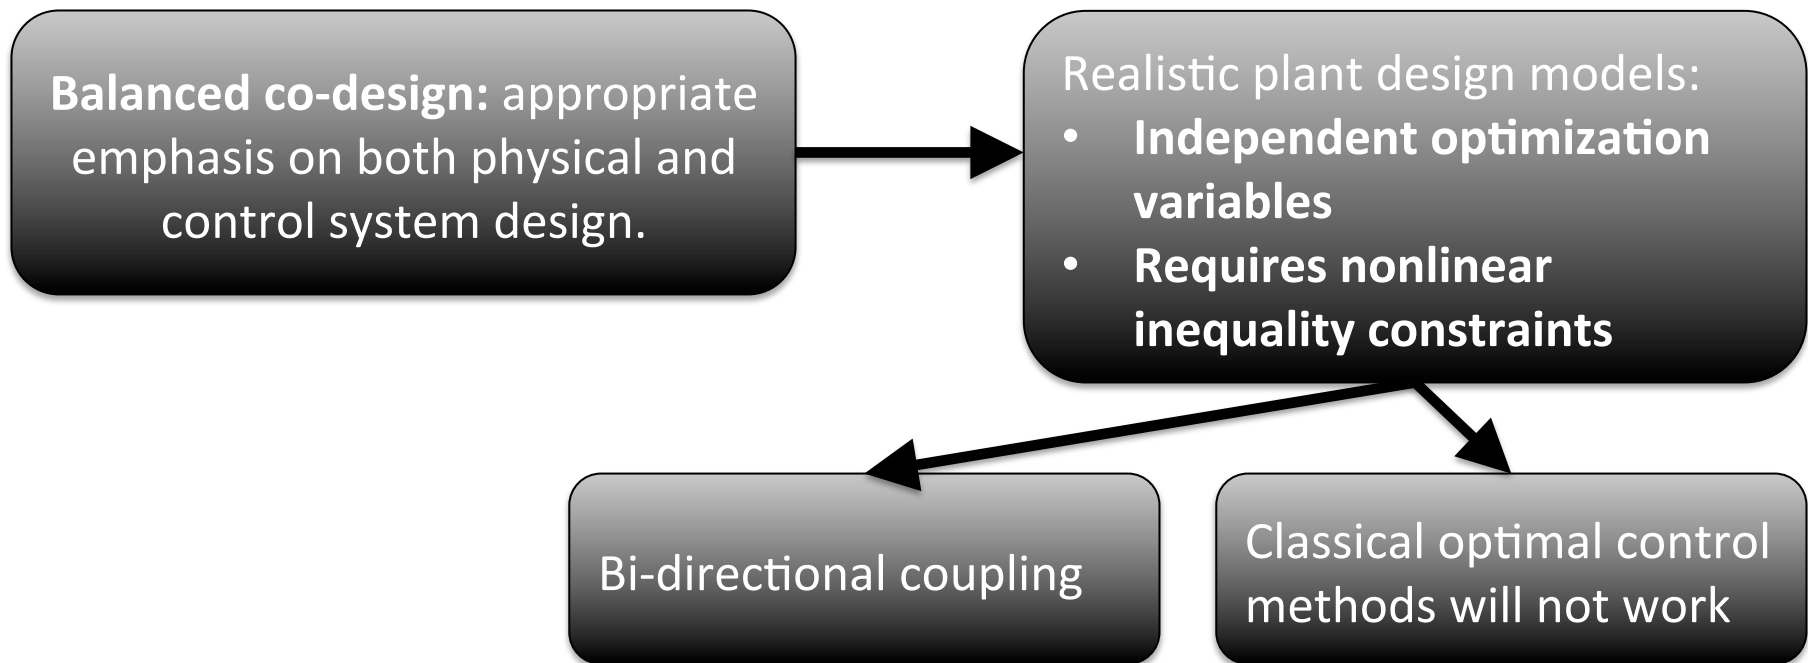 Balanced co-design: appropriate
emphasis on both physical and
control system design.
Realistic plant design models:
• Independent optimization
variables
• Requires nonlinear
inequality constraints
Bi-directional coupling
Classical optimal control
methods will not work